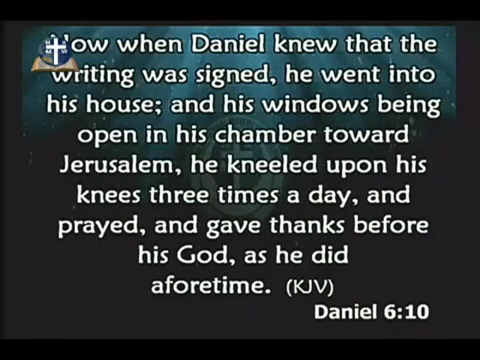 Now when Daniel knew that the
writing was signed, he went into
his house; and his windows being
open in his chamber toward
Jerusalem, he kneeled upon his
knees three times a day, and
prayed, and gave thanks before
his God, as he did
aforetime. (KJV)
Daniel 6:10